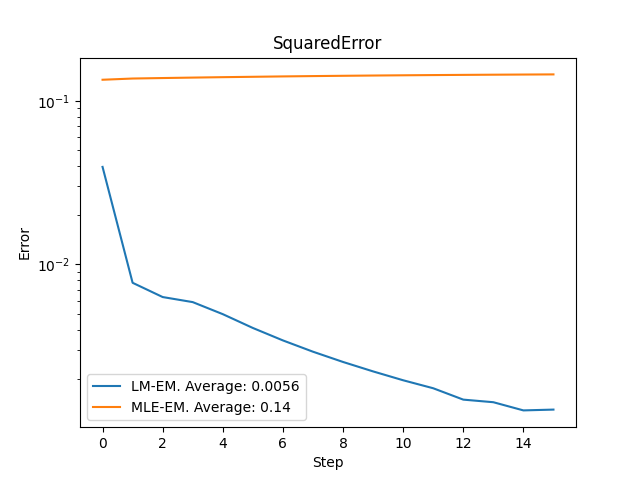 SquaredError
10⁻¹
10⁻²
Error
LM-EM. Average: 0.0056
MLE-EM. Average: 0.14
0 2 4 6 8 10 12 14
Step